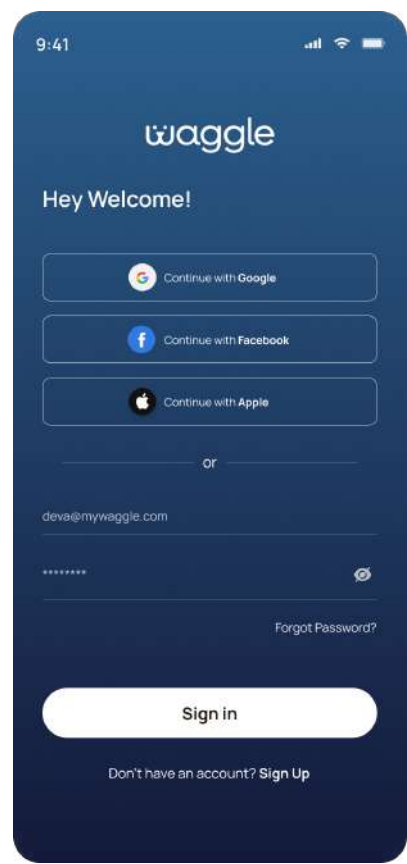 9:41
waggle
Hey Welcome!
Continue with Google
Continue with Facebook
Continue with Apple
or
deva@mywaggle.com
********
Forgot Password?
Sign in
Don't have an account? Sign Up